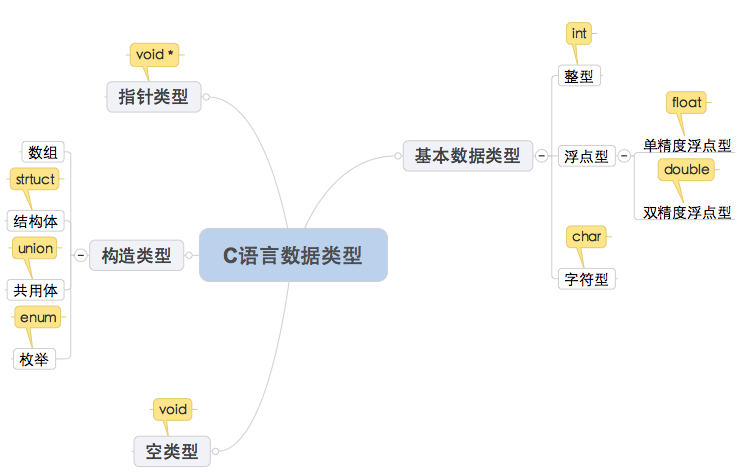 C语言数据类型
void *
指针类型
构造类型
数组
strtuct
结构体
union
共用体
enum
枚举
void
空类型
基本数据类型
int
整型
浮点型
float
单精度浮点型
double
双精度浮点型
char
字符型